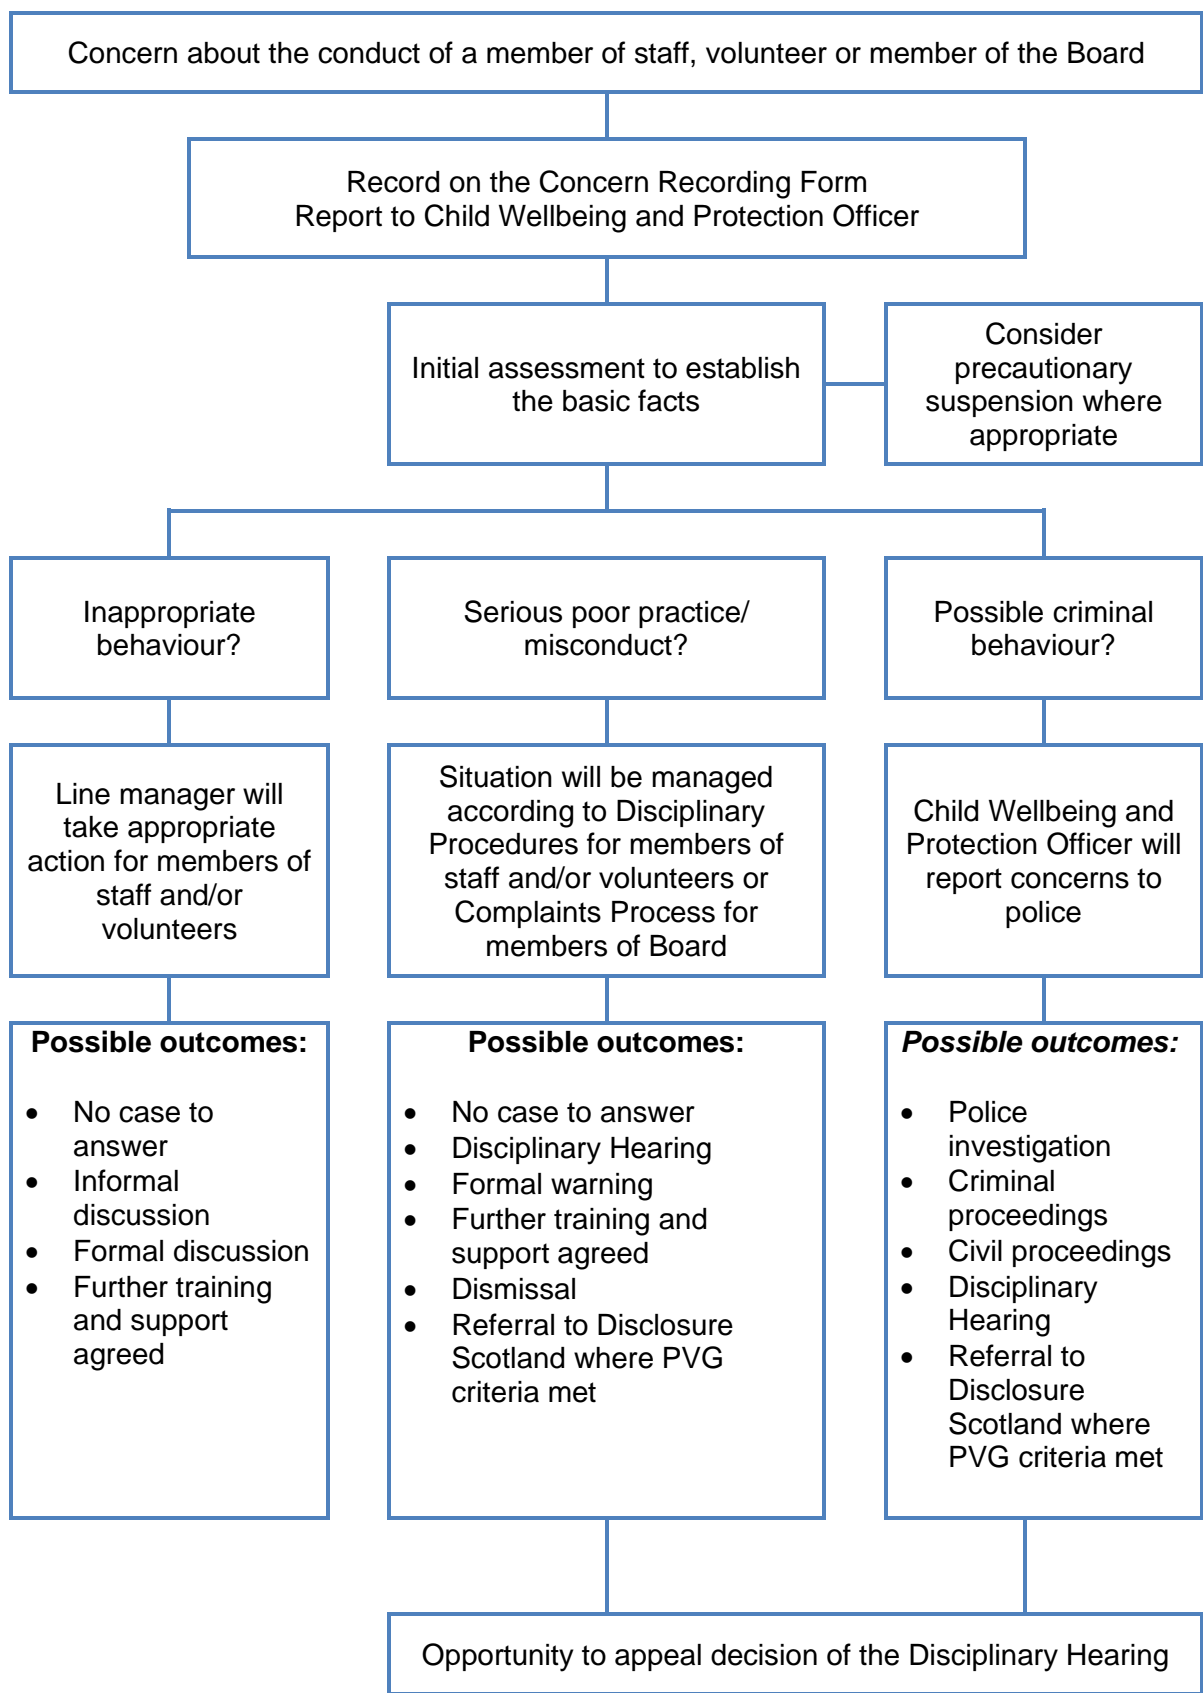 Concern about the conduct of a member of staff, volunteer or member of the Board
Record on the Concern Recording Form
Report to Child Wellbeing and Protection Officer
Initial assessment to establish
the basic facts
Consider
precautionary
suspension where
appropriate
Inappropriate
behaviour?
Serious poor practice/
misconduct?
Possible criminal
behaviour?
Line manager will
take appropriate
action for members of
staff and/or
volunteers
Situation will be managed
according to Disciplinary
Procedures for members of
staff and/or volunteers or
Complaints Process for
members of Board
Child Wellbeing and
Protection Officer will
report concerns to
police
Possible outcomes:
• No case to
answer
• Informal
discussion
• Formal discussion
• Further training
and support
agreed
Possible outcomes:
• No case to answer
• Disciplinary Hearing
• Formal warning
• Further training and
support agreed
• Dismissal
• Referral to Disclosure
Scotland where PVG
criteria met
Possible outcomes:
• Police
investigation
• Criminal
proceedings
• Civil proceedings
• Disciplinary
Hearing
• Referral to
Disclosure
Scotland where
PVG criteria met
Opportunity to appeal decision of the Disciplinary Hearing